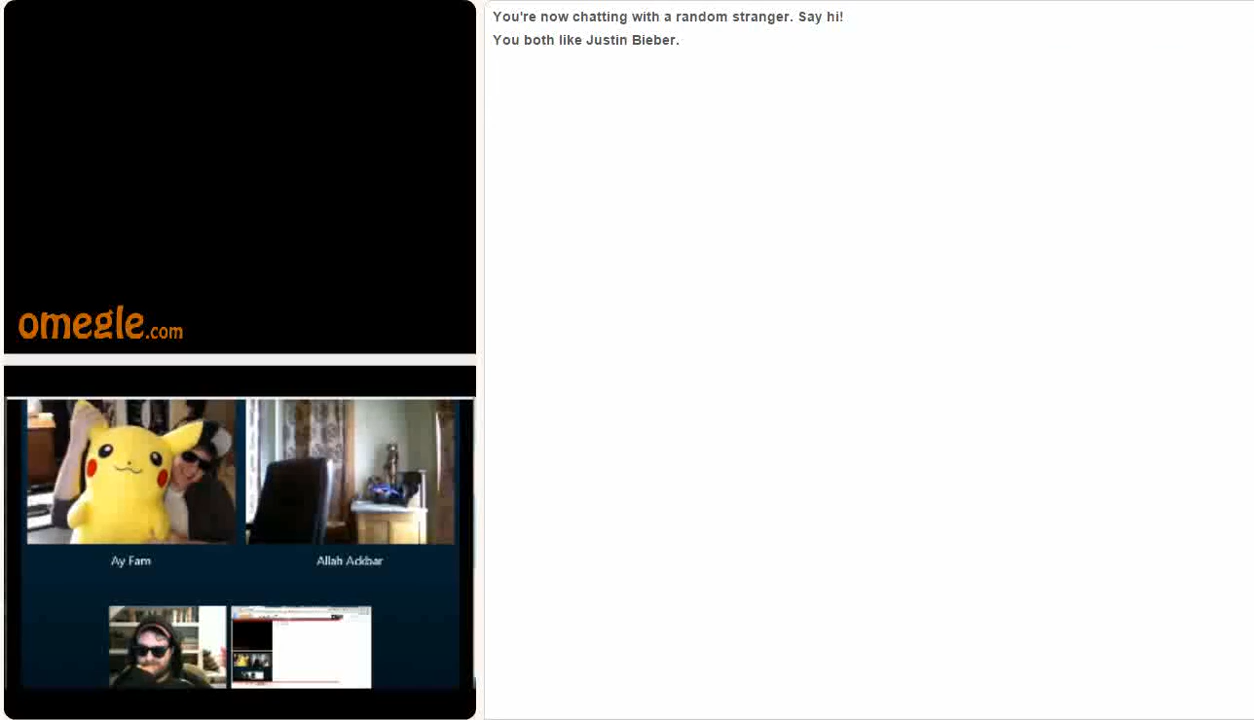 You're now chatting with a random stranger. Say hi!
You both like Justin Bieber.
omegle.com
Ay Fam
Allah Ackbar